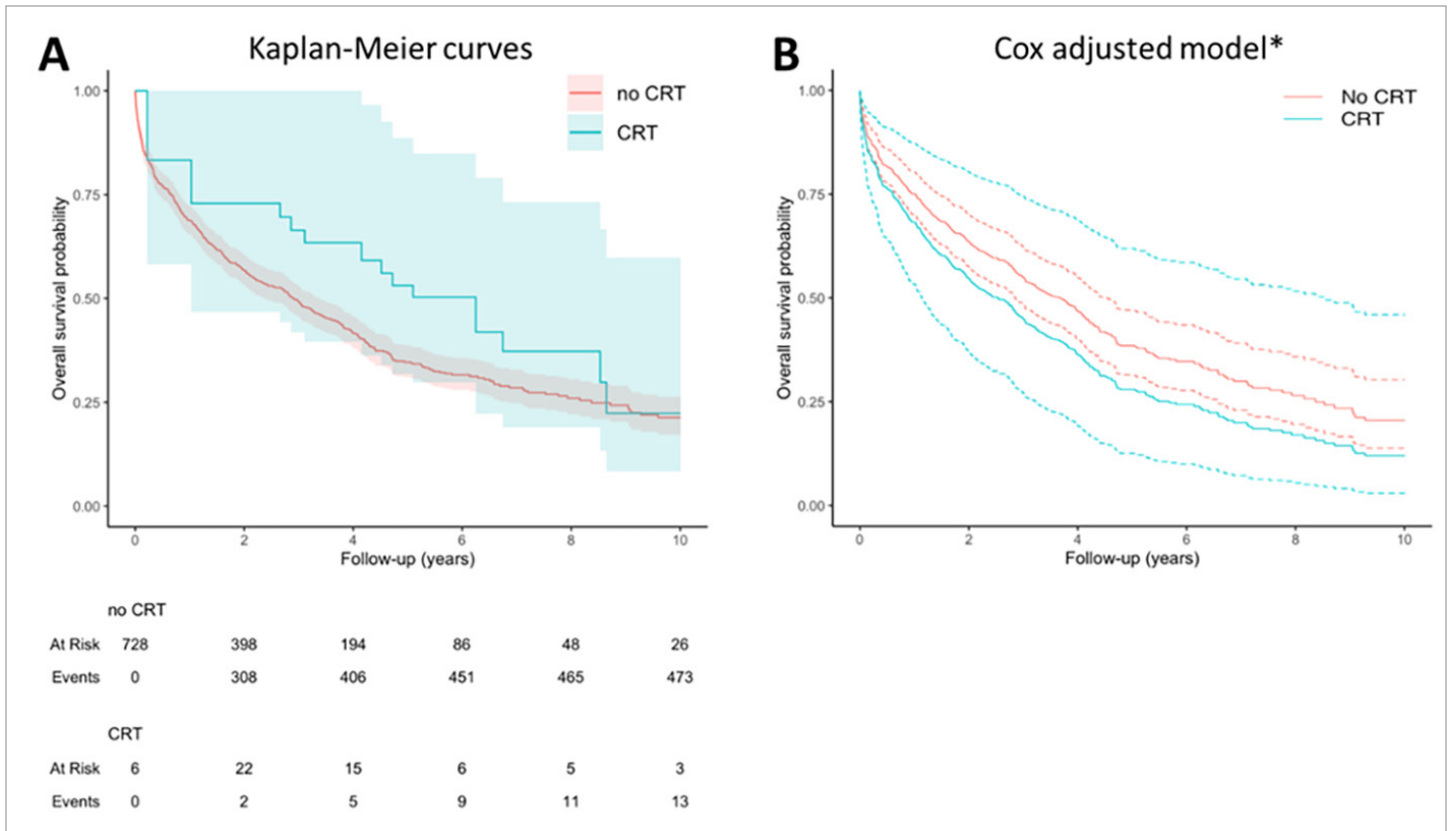 A
Kaplan-Meier curves
no CRT
CRT
Overall survival probability
1.00
0.75
0.50
0.25
0.00
0 2 4 6 8 10
Follow-up (years)
no CRT
At Risk 728 398 194 86 48 26
Events 0 308 406 451 465 473
CRT
At Risk 6 22 15 6 5 3
Events 0 2 5 9 11 13
B
Cox adjusted model*
No CRT
CRT
Overall survival probability
1.00
0.75
0.50
0.25
0.00
0 2 4 6 8 10
Follow-up (years)